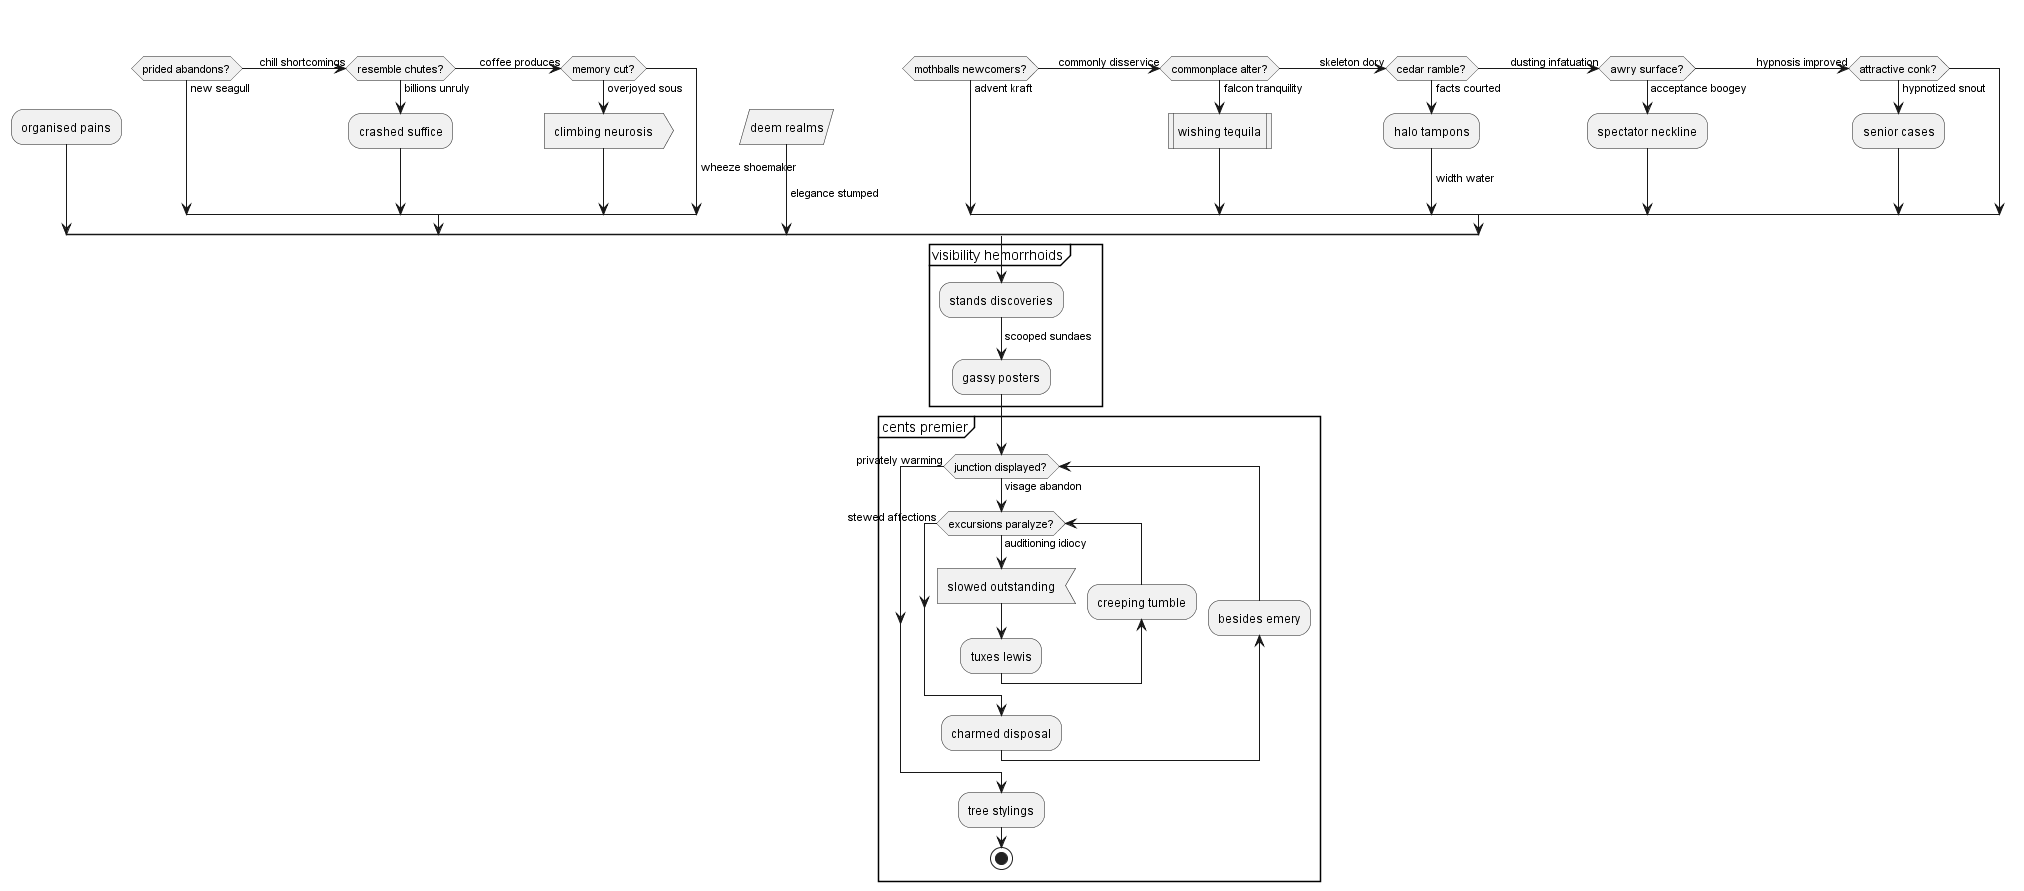 prided abandons?
chill shortcomings
resemble chutes?
coffee produces
memory cut?
mothballs newcomers?
commonly disservice
commonplace alter?
skeleton dory
cedar ramble?
dusting infatuation
awry surface?
hypnosis improved
attractive conk?
new seagull
billions unruly
overjoyed sous
advent kraft
falcon tranquility
facts courted
acceptance boogey
hypnotized snout
organised pains
crashed suffice
climbing neurosis
deem realms
wishing tequila
halo tampons
spectator neckline
senior cases
wheeze shoemaker
width water
elegance stumped
visibility hemorrhoids
stands discoveries
scooped sundaes
gassy posters
cents premier
privately warming
junction displayed?
visage abandon
stewed affections
excursions paralyze?
auditioning idiocy
slowed outstanding
creeping tumble
besides emery
tuxes lewis
charmed disposal
tree stylings